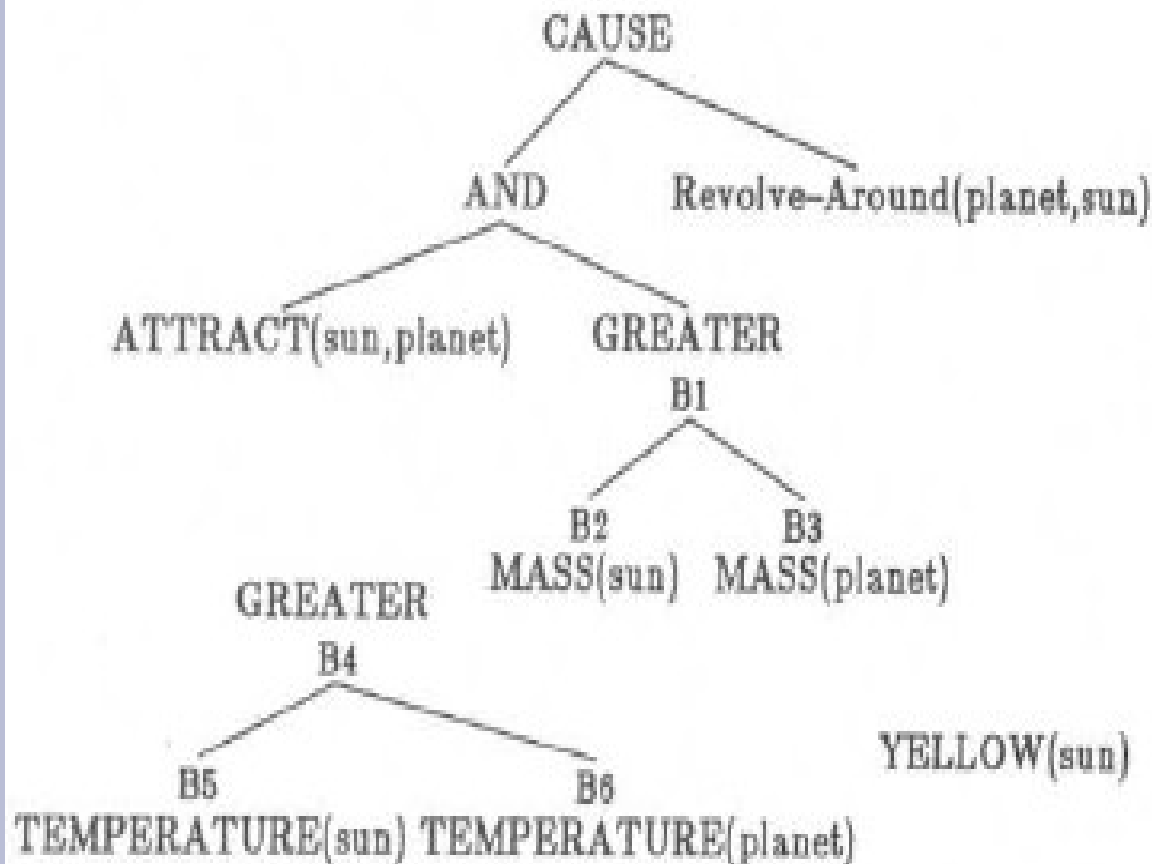 CAUSE
AND Revolve–Around(planet,sun)
ATTRACT(sun,planet) GREATER
B1
B2 B3
MASS(sun) MASS(planet)
GREATER
B4
YELLOW(sun)
B5 B6
TEMPERATURE(sun) TEMPERATURE(planet)